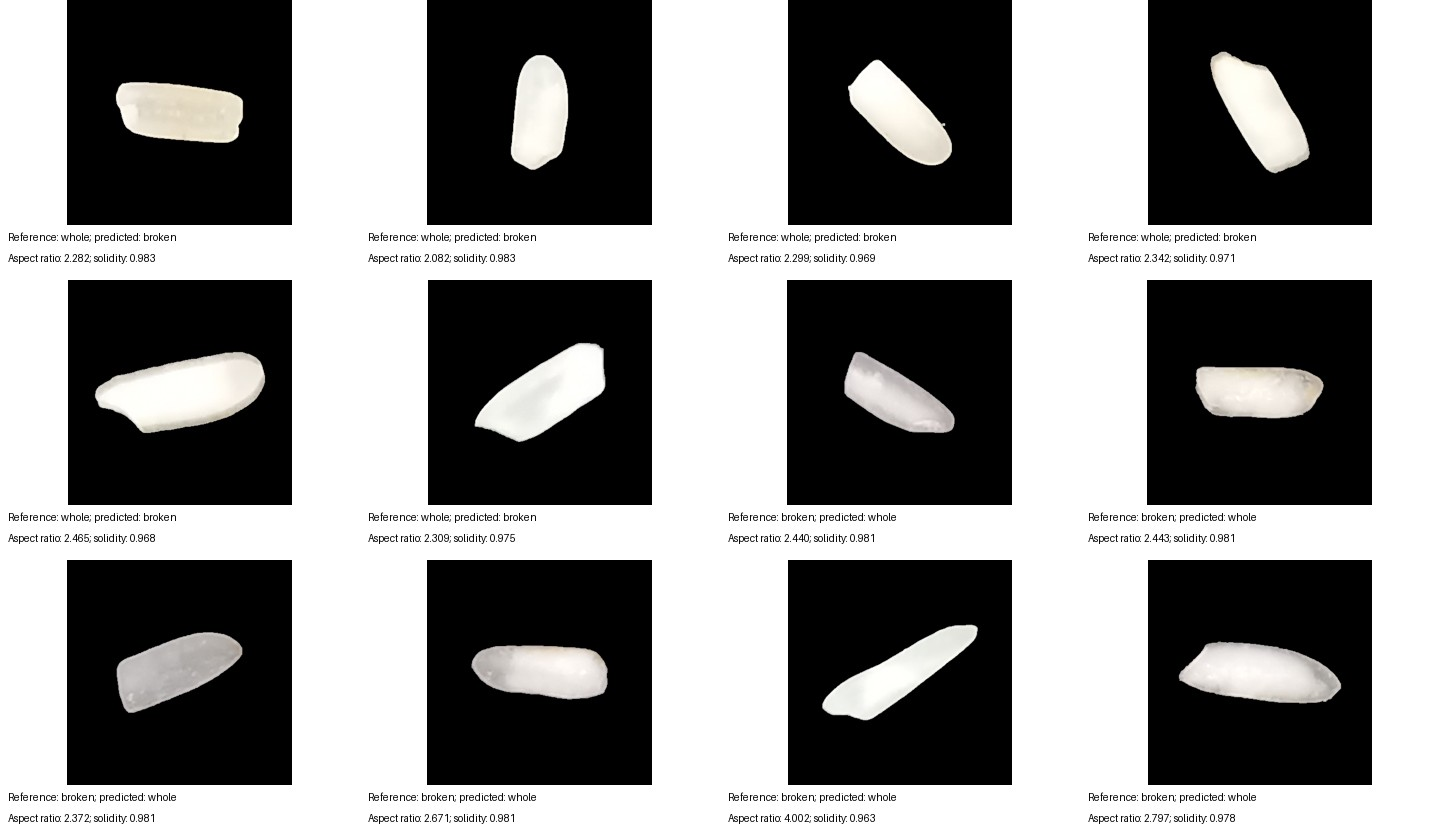 Reference: whole; predicted: broken
Aspect ratio: 2.282; solidity: 0.983
Reference: whole; predicted: broken
Aspect ratio: 2.082; solidity: 0.983
Reference: whole; predicted: broken
Aspect ratio: 2.299; solidity: 0.969
Reference: whole; predicted: broken
Aspect ratio: 2.342; solidity: 0.971
Reference: whole; predicted: broken
Aspect ratio: 2.465; solidity: 0.968
Reference: whole; predicted: broken
Aspect ratio: 2.309; solidity: 0.975
Reference: broken; predicted: whole
Aspect ratio: 2.440; solidity: 0.981
Reference: broken; predicted: whole
Aspect ratio: 2.443; solidity: 0.981
Reference: broken; predicted: whole
Aspect ratio: 2.372; solidity: 0.981
Reference: broken; predicted: whole
Aspect ratio: 2.671; solidity: 0.981
Reference: broken; predicted: whole
Aspect ratio: 4.002; solidity: 0.963
Reference: broken; predicted: whole
Aspect ratio: 2.797; solidity: 0.978